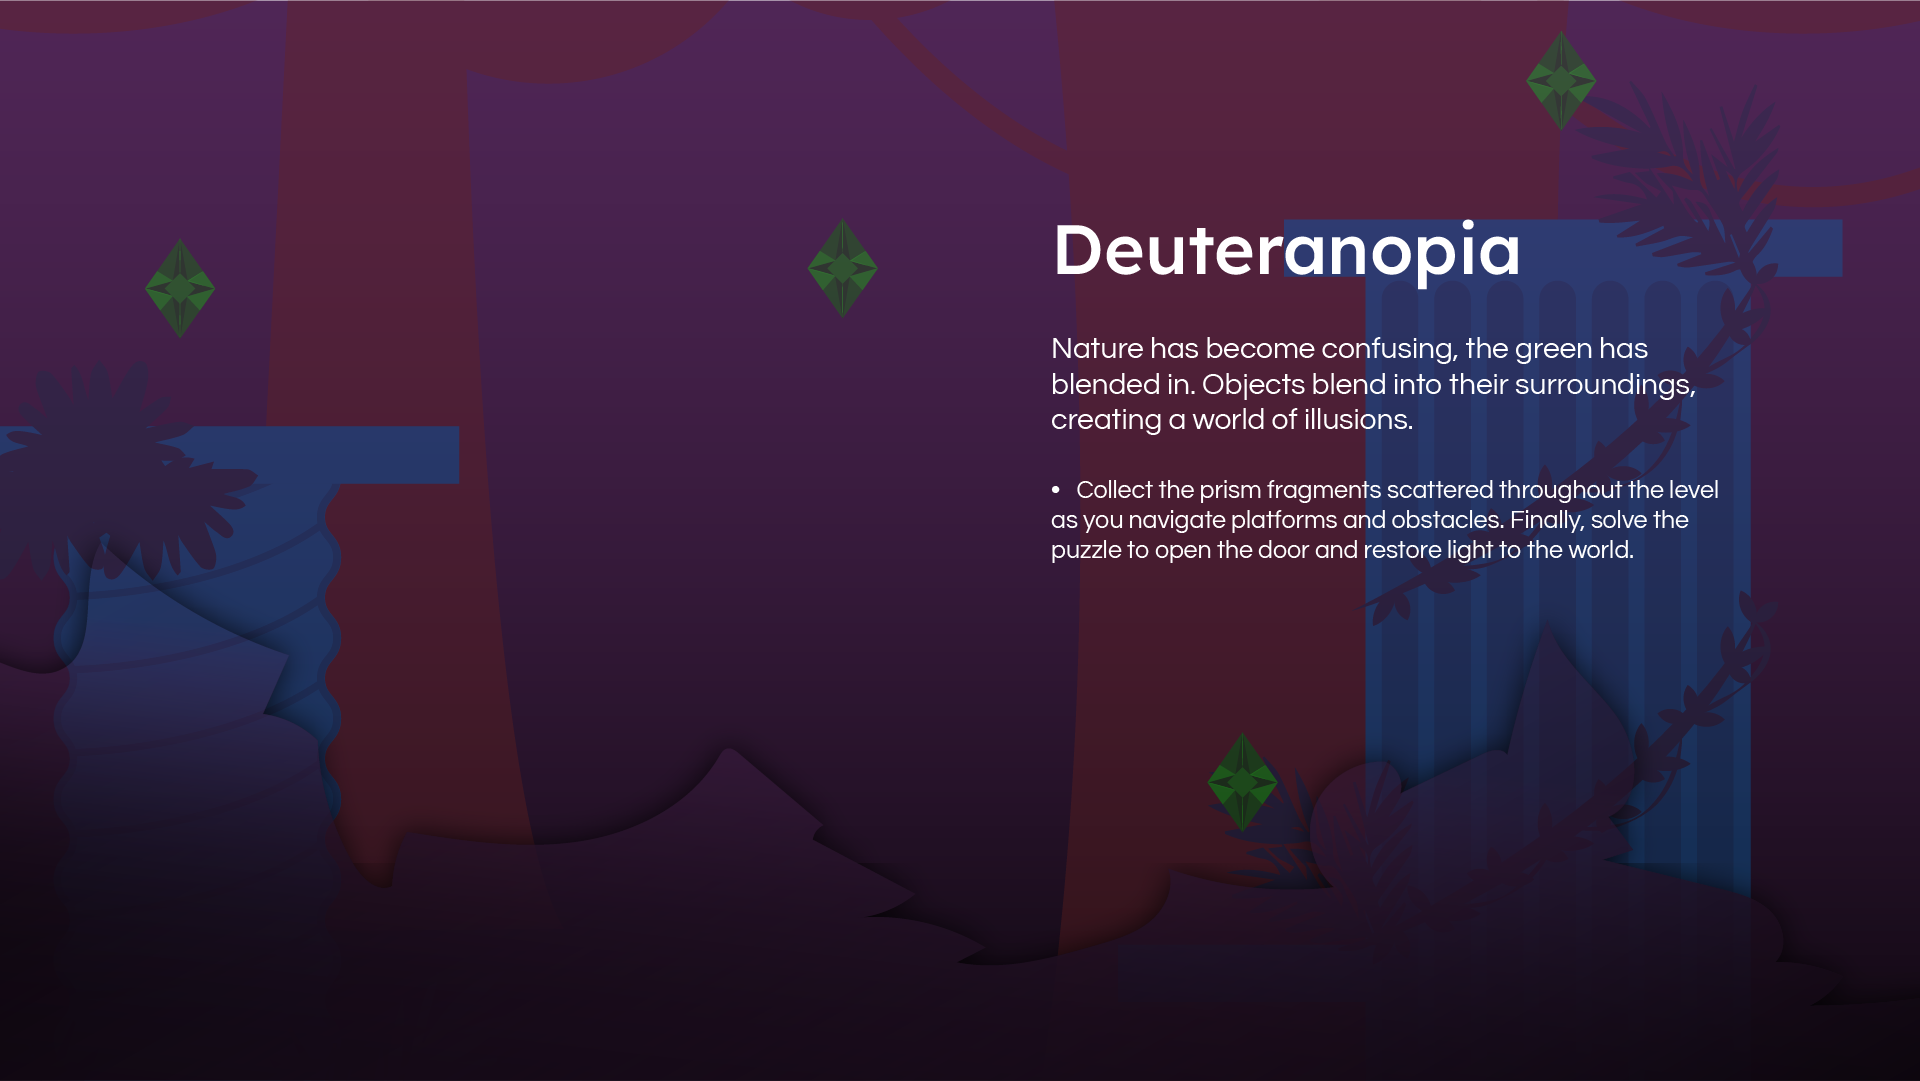 Deuteranopia
Nature has become confusing, the green has
blended in. Objects blend into their surroundings,
creating a world of illusions.
• Collect the prism fragments scattered throughout the level
as you navigate platforms and obstacles. Finally, solve the
puzzle to open the door and restore light to the world.